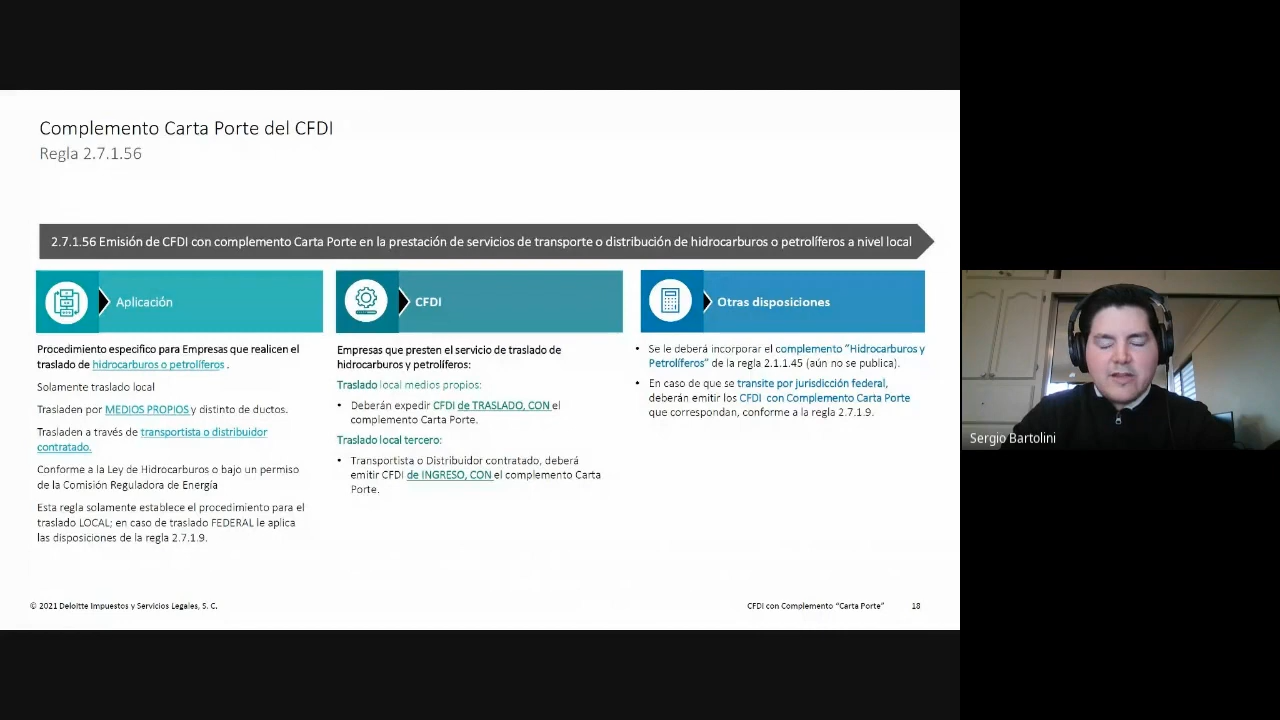 Complemento Carta Porte del CFDI
Regla 2.7.1.56
2.7.1.56 Emisión de CFDI con complemento Carta Porte en la prestación de servicios de transporte o distribución de hidrocarburos o petrolíferos a nivel local
Aplicación
Procedimiento especifico para Empresas que realicen el
traslado de hidrocarburos o petrolíferos .
Solamente traslado local
Trasladen por MEDIOS PROPIOS y distinto de ductos.
Trasladen a través de transportista o distribuidor
contratado.
Conforme a la Ley de Hidrocarburos o bajo un permiso
de la Comisión Reguladora de Energía
Esta regla solamente establece el procedimiento para el
traslado LOCAL; en caso de traslado FEDERAL le aplica
las disposiciones de la regla 2.7.1.9.
CFDI
Empresas que presten el servicio de traslado de
hidrocarburos y petrolíferos:
Traslado local medios propios:
• Deberán expedir CFDI de TRASLADO, CON el
complemento Carta Porte.
Traslado local tercero:
• Transportista o Distribuidor contratado, deberá
emitir CFDI de INGRESO, CON el complemento Carta
Porte.
Otras disposiciones
• Se le deberá incorporar el complemento "Hidrocarburos y
Petrolíferos" de la regla 2.1.1.45 (aún no se publica).
• En caso de que se transite por jurisdicción federal,
deberán emitir los CFDI con Complemento Carta Porte
que correspondan, conforme a la regla 2.7.1.9.
Sergio Bartolini
© 2021 Deloitte Impuestos y Servicios Legales, S. C.
CFDI con Complemento "Carta Porte"
18